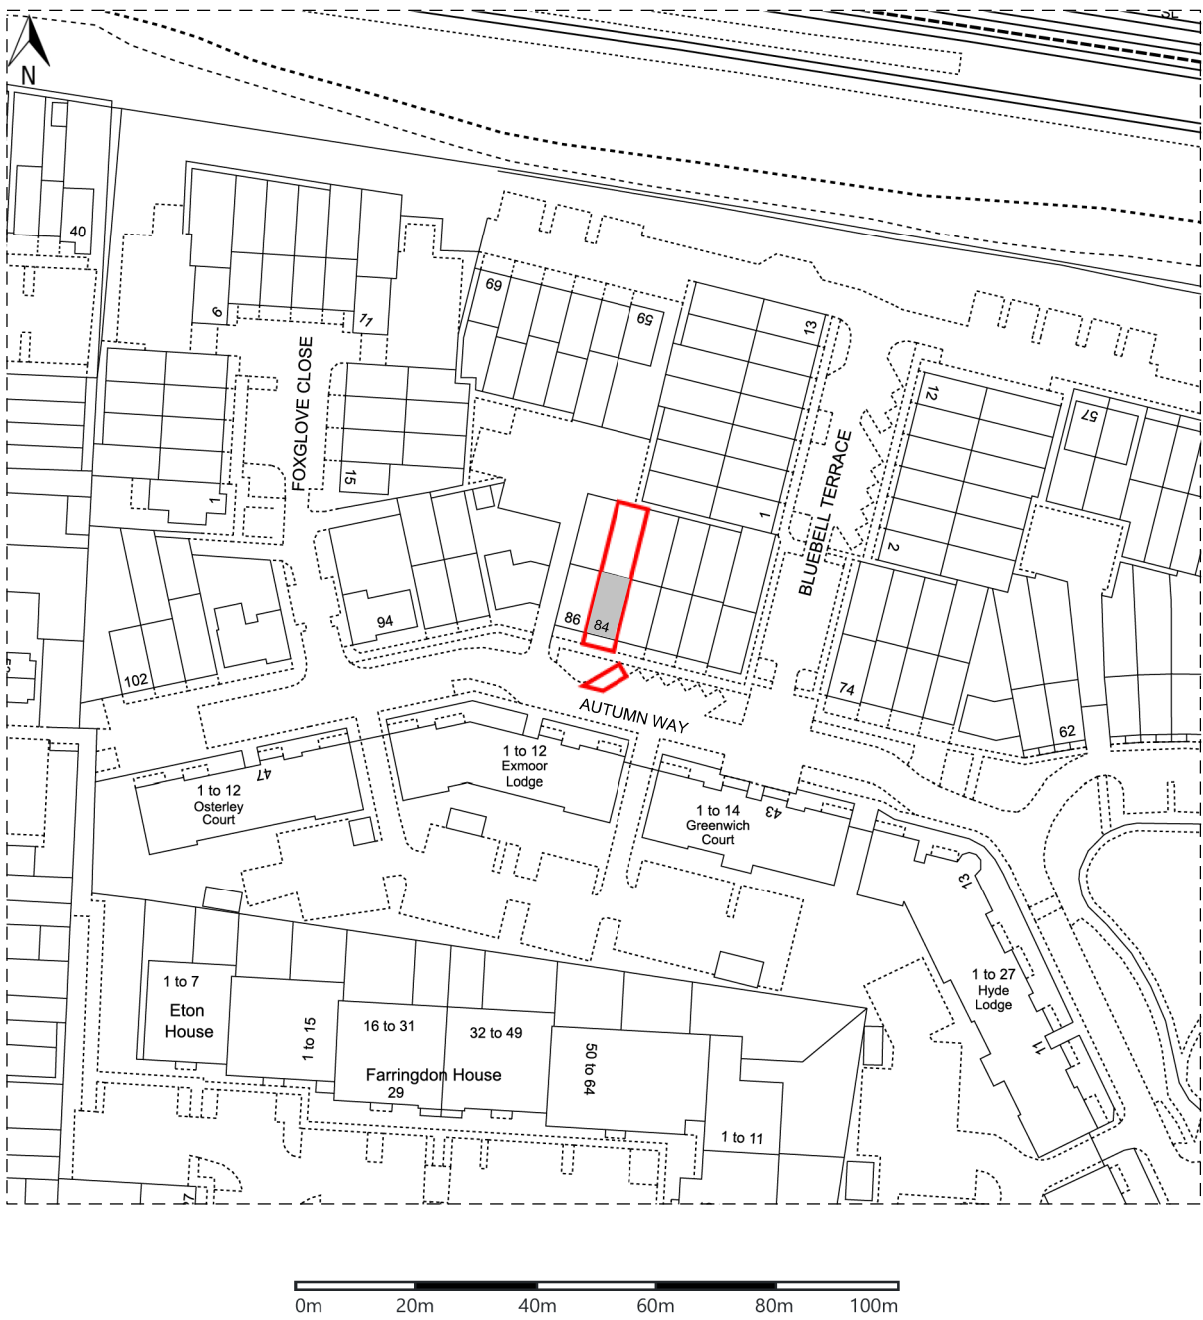 N
40
9
11
69
59
13
12
57
FOXGLOVE CLOSE
BLUEBELL TERRACE
15
1
1
2
86
84
94
102
74
62
AUTUMN WAY
47
1 to 12
Osterley
Court
1 to 12
Exmoor
Lodge
1 to 14
Greenwich
Court
43
13
1 to 27
Hyde
Lodge
11
1 to 7
Eton
House
1 to 15
16 to 31
32 to 49
50 to 64
Farringdon House
29
1 to 11
0m
20m
40m
60m
80m
100m